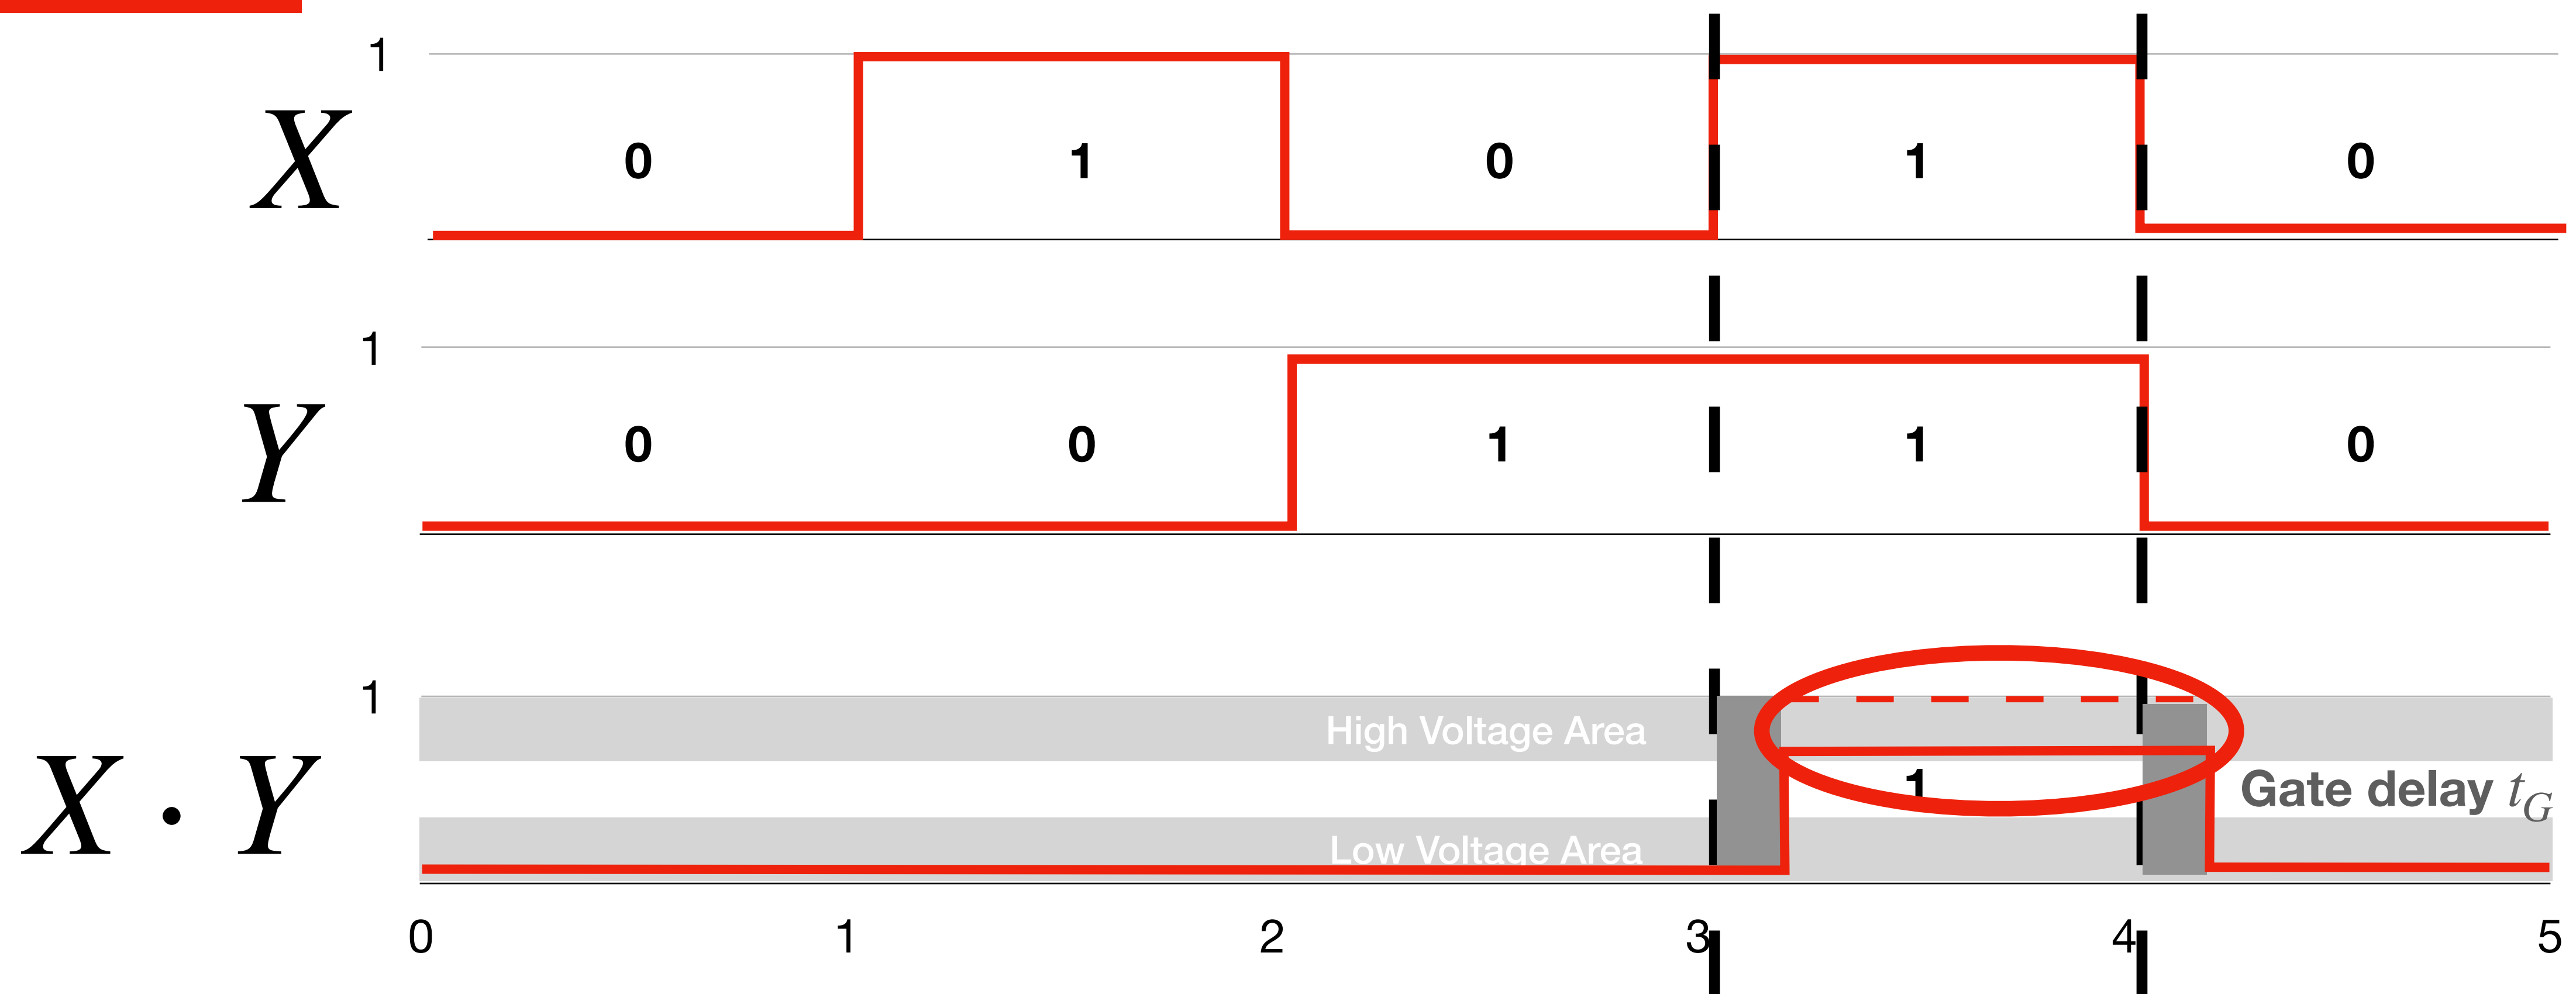 1
X
0 1 0 1 0
1
Y
0 0 1 1 0
1
High Voltage Area
1
Gate delay t_G
X · Y
Low Voltage Area
0 1 2 3 4 5